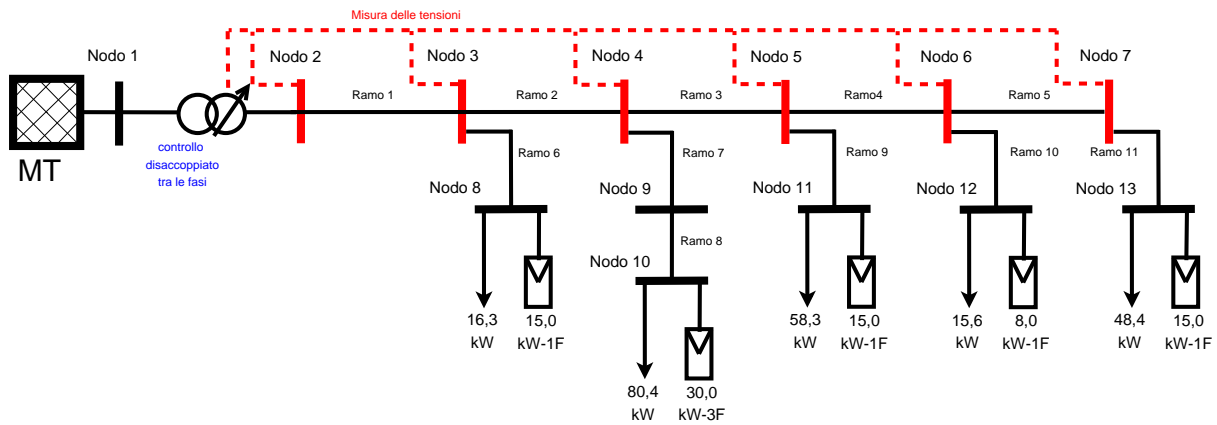 Misura delle tensioni
Nodo 1
Nodo 2
Nodo 3
Nodo 4
Nodo 5
Nodo 6
Nodo 7
Ramo 1
Ramo 2
Ramo 3
Ramo4
Ramo 5
MT
controllo
disaccoppiato
tra le fasi
Ramo 6
Ramo 7
Ramo 9
Ramo 10
Ramo 11
Nodo 8
Nodo 9
Nodo 11
Nodo 12
Nodo 13
Ramo 8
Nodo 10
16,3
kW
15,0
kW-1F
58,3
kW
15,0
kW-1F
15,6
kW
8,0
kW-1F
48,4
kW
15,0
kW-1F
80,4
kW
30,0
kW-3F